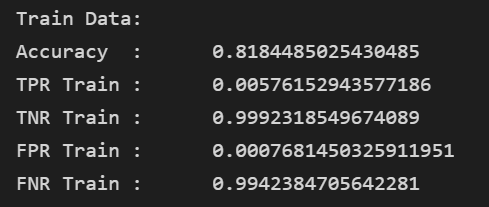 Train Data:
Accuracy  :      0.8184485025430485
TPR Train :      0.00576152943577186
TNR Train :      0.9992318549674089
FPR Train :      0.0007681450325911951
FNR Train :      0.9942384705642281